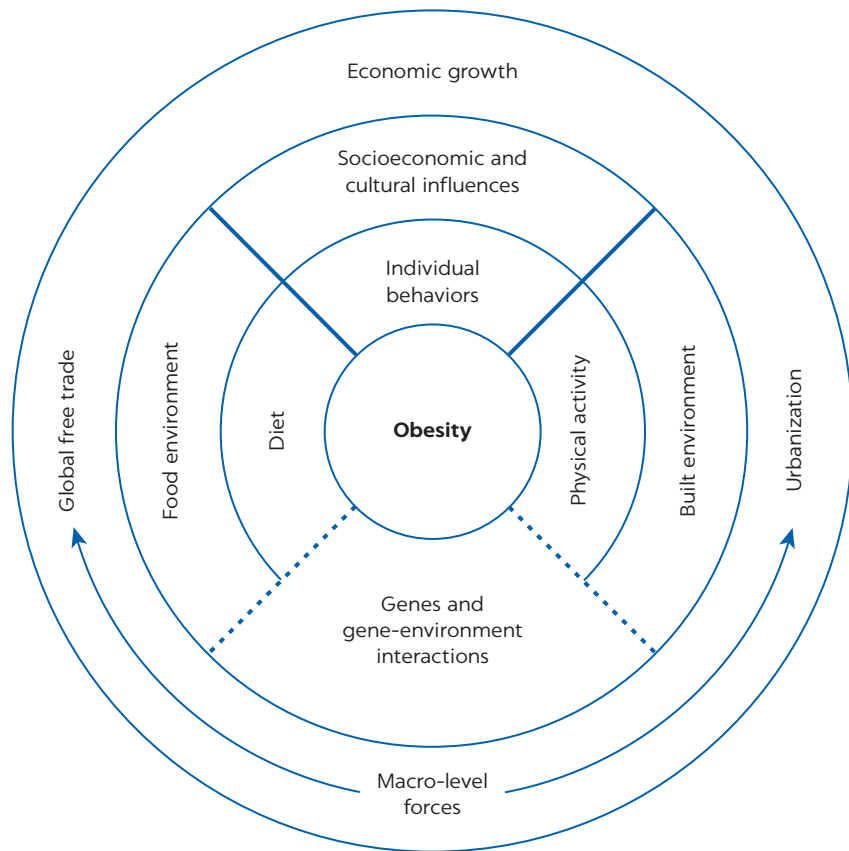 Economic growth
Socioeconomic and
cultural influences
Individual
behaviors
Global free trade
Food environment
Diet
Obesity
Physical activity
Built environment
Urbanization
Genes and
gene-environment
interactions
Macro-level
forces